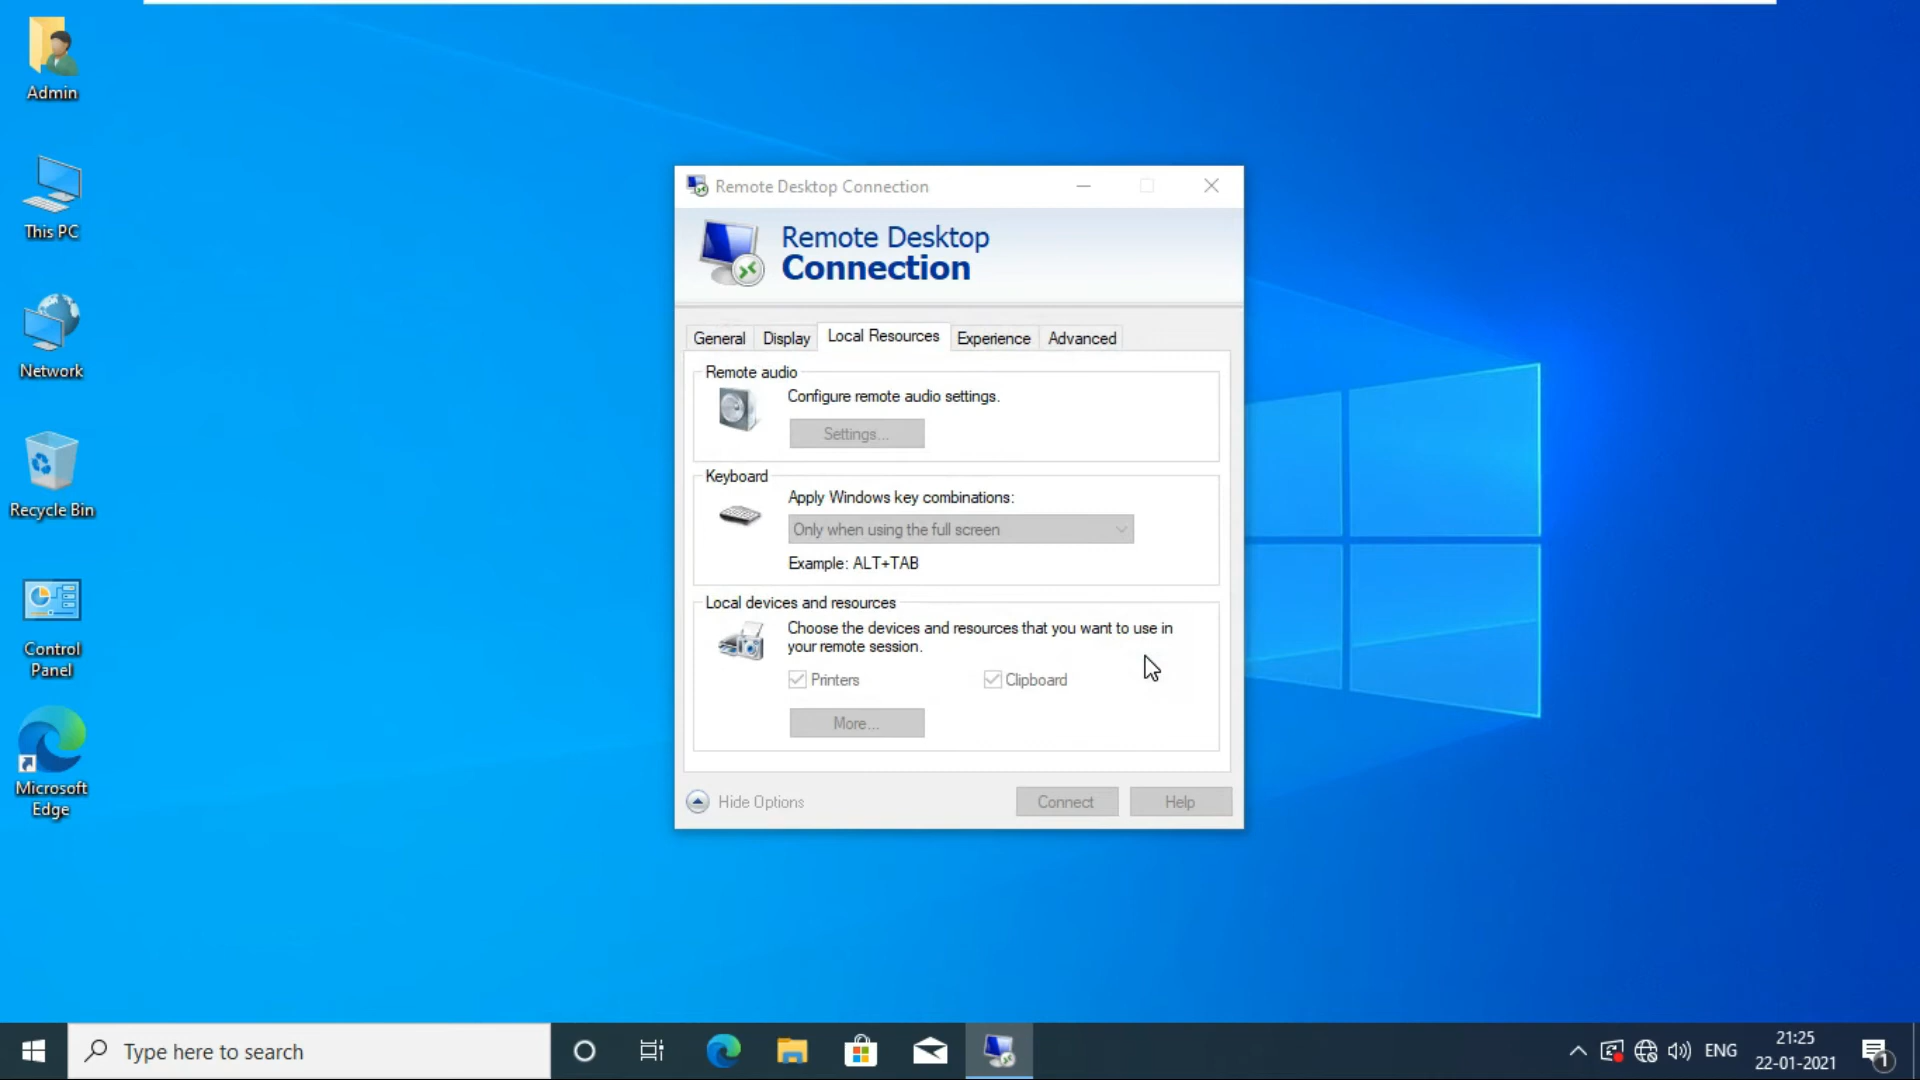 Admin
This PC
Network
Recycle Bin
Control
Panel
Microsoft
Edge
Remote Desktop Connection
Remote Desktop
Connection
General
Display
Local Resources
Experience
Advanced
Remote audio
Configure remote audio settings.
Settings...
Keyboard
Apply Windows key combinations:
Only when using the full screen
Example: ALT+TAB
Local devices and resources
Choose the devices and resources that you want to use in
your remote session.
Printers
Clipboard
More...
Hide Options
Connect
Help
Type here to search
ENG
21:25
22-01-2021
1